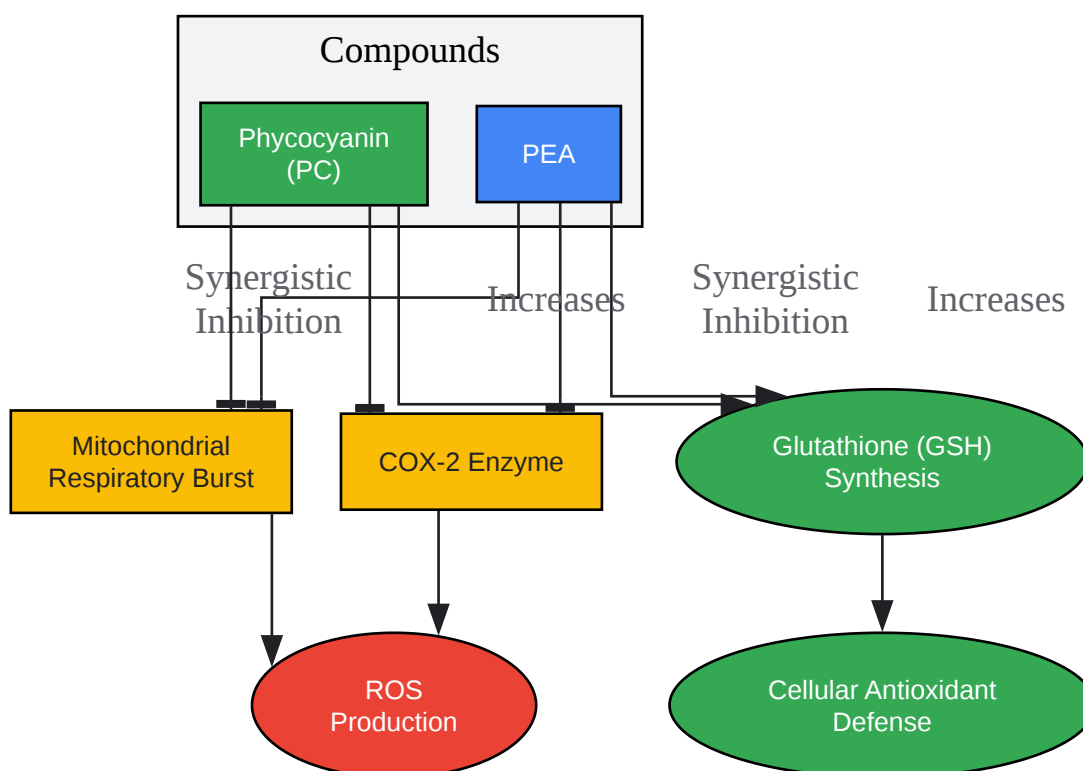 Compounds
Phycocyanin
(PC)
PEA
Synergistic
Inhibition
Increases
Synergistic
Inhibition
Increases
Mitochondrial
Respiratory Burst
COX-2 Enzyme
Glutathione (GSH)
Synthesis
ROS
Production
Cellular Antioxidant
Defense